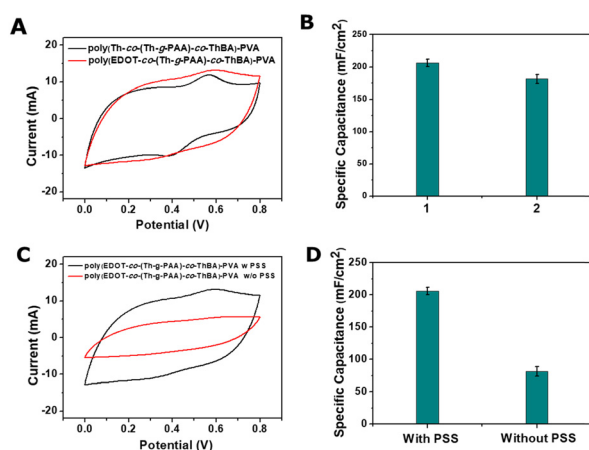 A
poly(Th-co-(Th-g-PAA)-co-ThBA)-PVA
poly(EDOT-co-(Th-g-PAA)-co-ThBA)-PVA
Current (mA)
20
10
0
-10
-20
0.0 0.2 0.4 0.6 0.8
Potential (V)
B
Specific Capacitance (mF/cm²)
250
200
150
100
50
0
1 2
C
poly(EDOT-co-(Th-g-PAA)-co-ThBA)-PVA w PSS
poly(EDOT-co-(Th-g-PAA)-co-ThBA)-PVA w/o PSS
Current (mA)
20
10
0
-10
-20
0.0 0.2 0.4 0.6 0.8
Potential (V)
D
Specific Capacitance (mF/cm²)
250
200
150
100
50
0
With PSS Without PSS